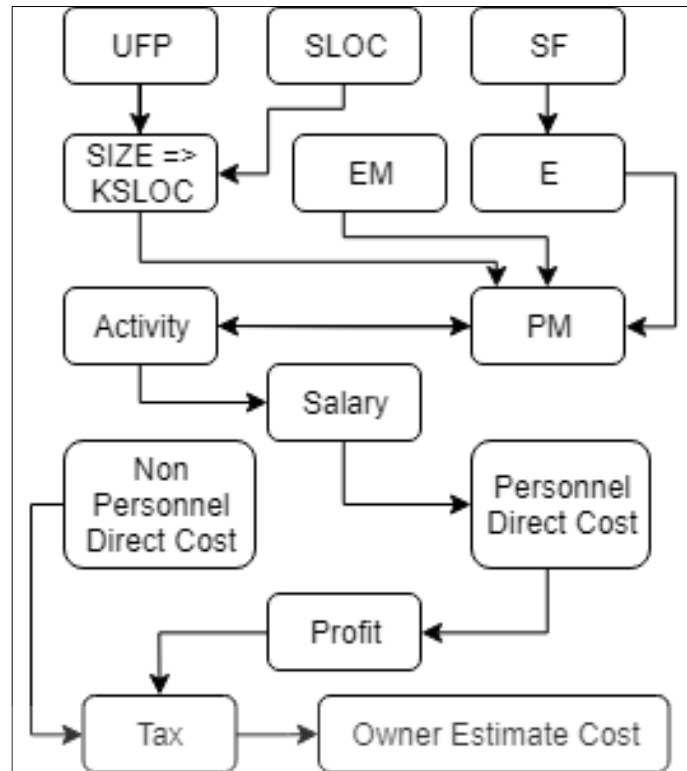 UFP
SLOC
SF
SIZE =>
KSLOC
EM
E
Activity
PM
Salary
Non
Personnel
Direct Cost
Personnel
Direct Cost
Profit
Tax
Owner Estimate Cost